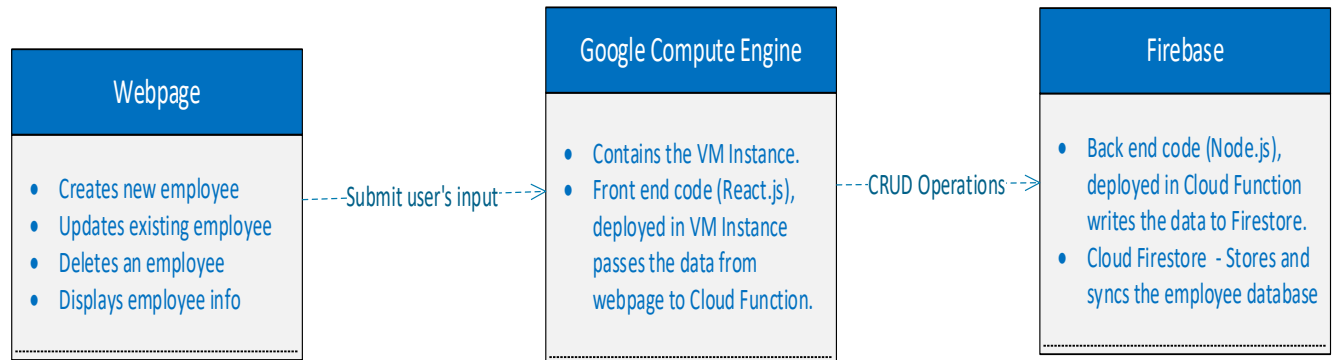 Webpage
• Creates new employee
• Updates existing employee
• Deletes an employee
• Displays employee info
Submit user's input
Google Compute Engine
• Contains the VM Instance.
• Front end code (React.js),
deployed in VM Instance
passes the data from
webpage to Cloud Function.
CRUD Operations
Firebase
• Back end code (Node.js),
deployed in Cloud Function
writes the data to Firestore.
• Cloud Firestore - Stores and
syncs the employee database